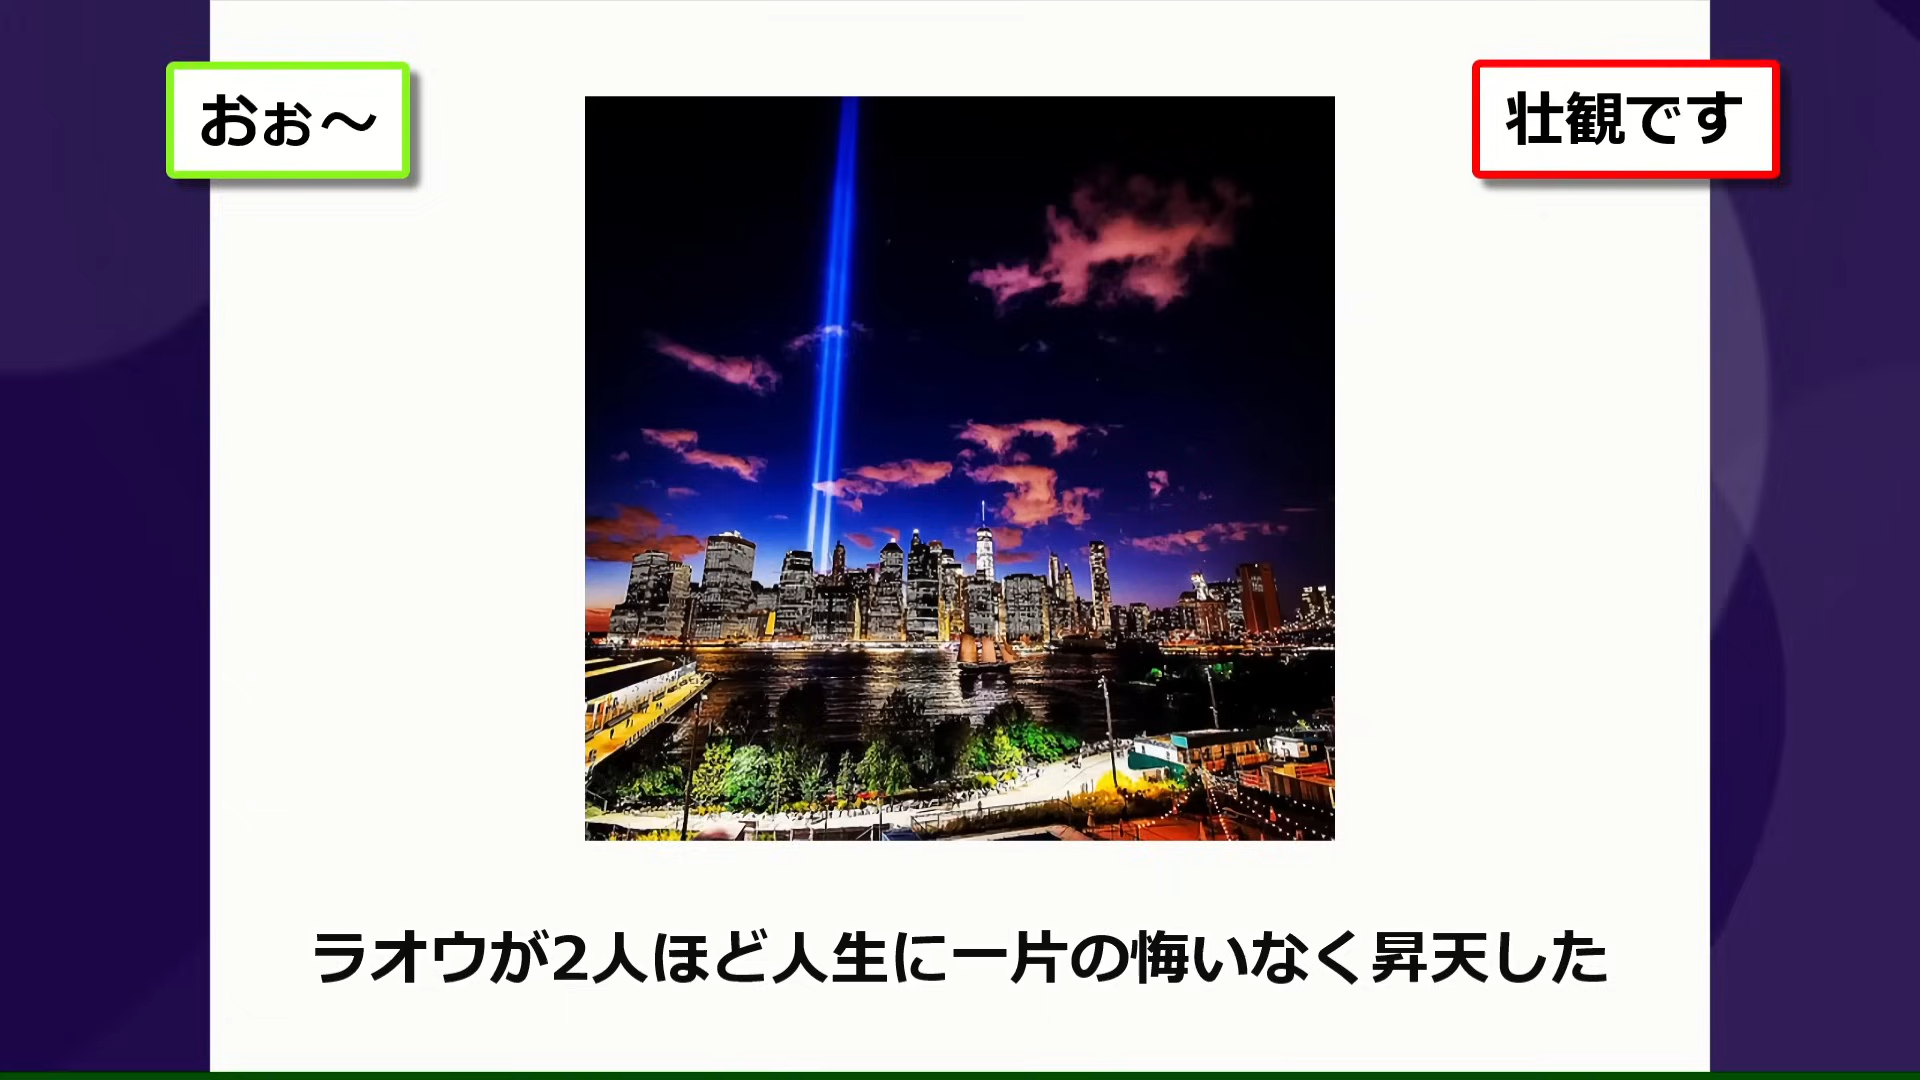 おぉ～
壮観です
ラオウが2人ほど人生に一片の悔いなく昇天した